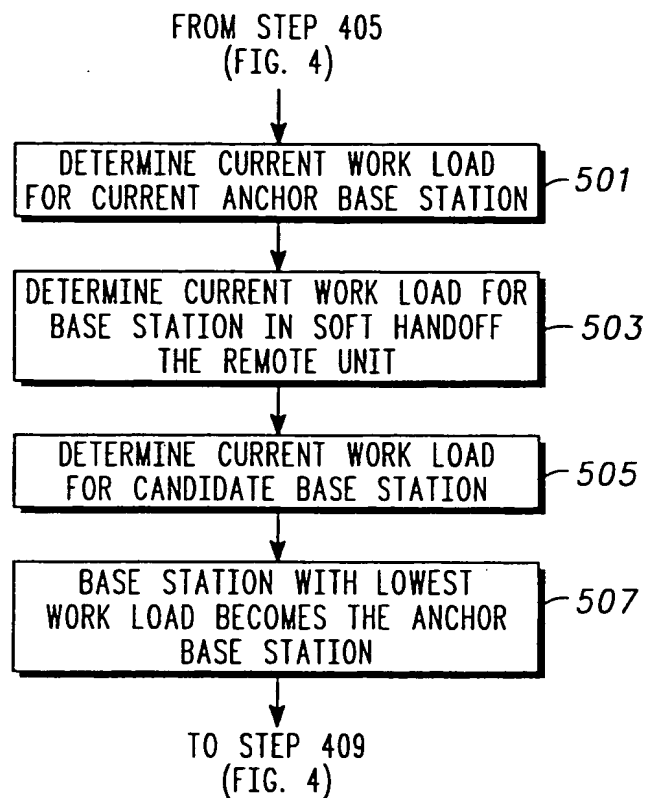 FROM STEP 405
(FIG. 4)
DETERMINE CURRENT WORK LOAD
FOR CURRENT ANCHOR BASE STATION
501
DETERMINE CURRENT WORK LOAD FOR
BASE STATION IN SOFT HANDOFF
THE REMOTE UNIT
503
DETERMINE CURRENT WORK LOAD
FOR CANDIDATE BASE STATION
505
BASE STATION WITH LOWEST
WORK LOAD BECOMES THE ANCHOR
BASE STATION
507
TO STEP 409
(FIG. 4)